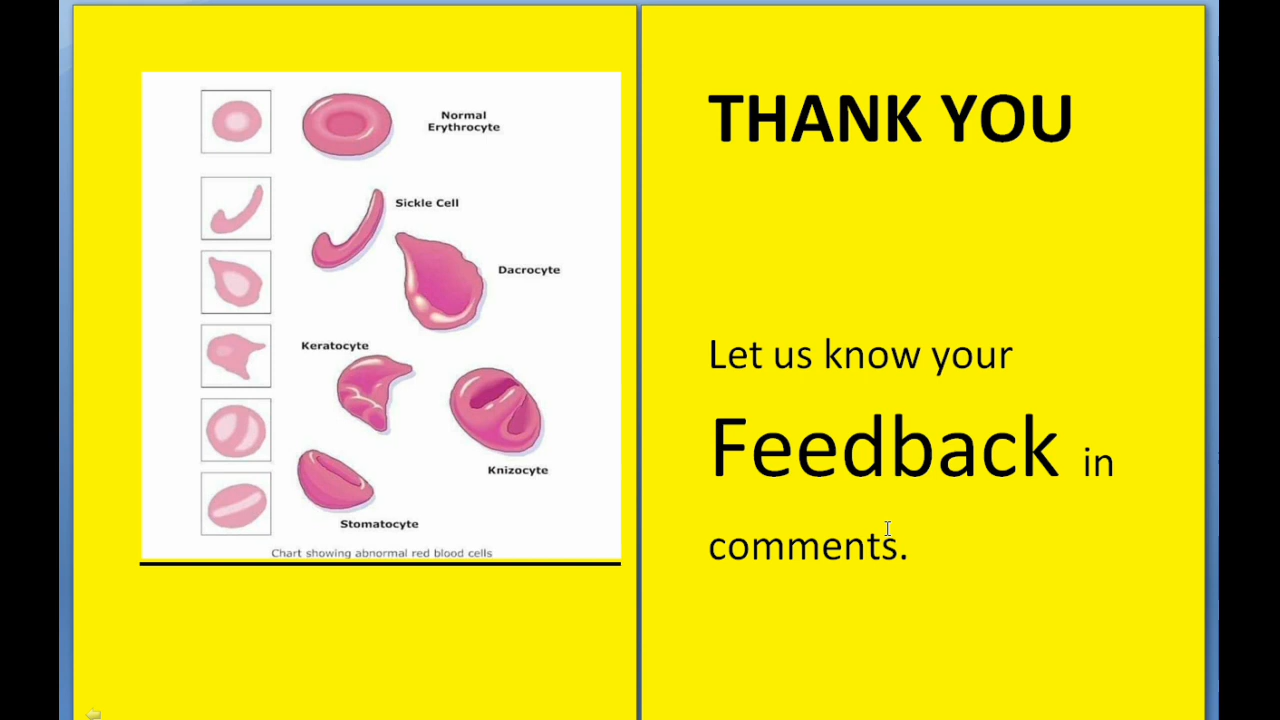 Normal
Erythrocyte
Sickle Cell
Dacrocyte
Keratocyte
Knizocyte
Stomatocyte
Chart showing abnormal red blood cells
THANK YOU
Let us know your
Feedback in
comments.